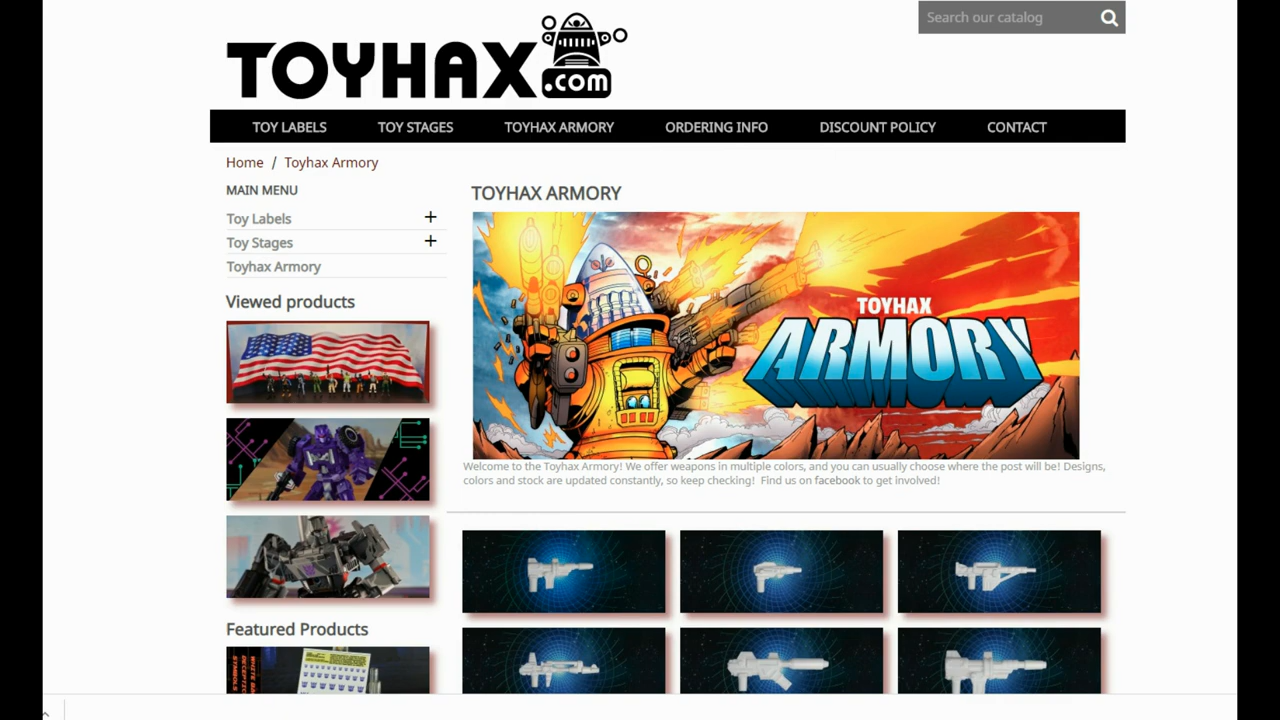 Search our catalog
TOYHAX.com
TOY LABELS
TOY STAGES
TOYHAX ARMORY
ORDERING INFO
DISCOUNT POLICY
CONTACT
Home / Toyhax Armory
MAIN MENU
Toy Labels +
Toy Stages +
Toyhax Armory
Viewed products
Featured Products
TOYHAX ARMORY
TOYHAX
ARMORY
Welcome to the Toyhax Armory! We offer weapons in multiple colors, and you can usually choose where the post will be! Designs,
colors and stock are updated constantly, so keep checking! Find us on facebook to get involved!